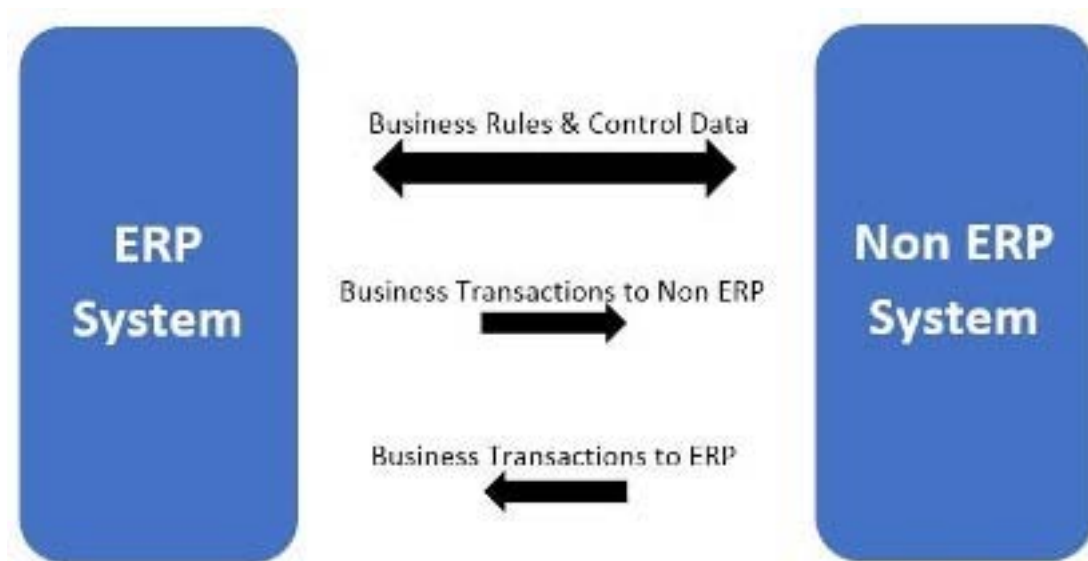 ERP
System
Business Rules & Control Data
Business Transactions to Non ERP
Business Transactions to ERP
Non ERP
System